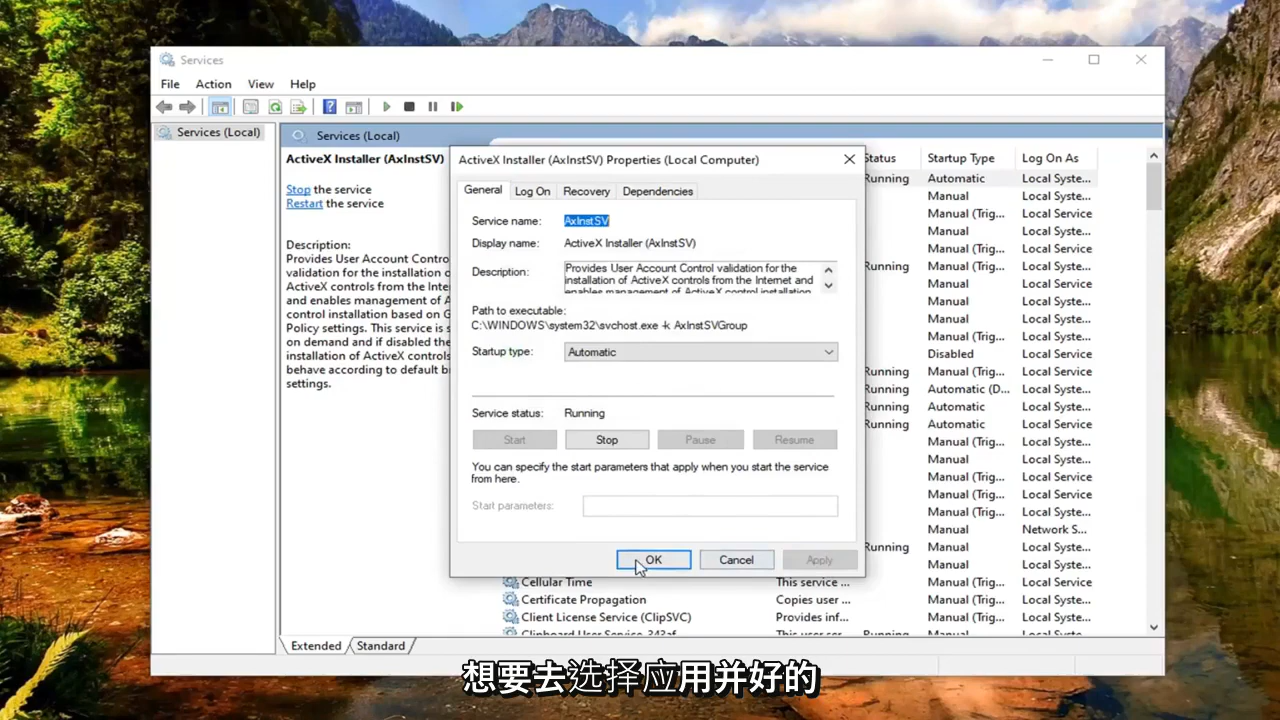 Services
File Action View Help
Services (Local)
Services (Local)
ActiveX Installer (AxInstSV)
Stop the service
Restart the service
Description:
Provides User Account Contro
validation for the installation o
ActiveX controls from the Inte
and enables management of A
control installation based on G
Policy settings. This service is s
on demand and if disabled the
installation of ActiveX controls
behave according to default b
settings.
ActiveX Installer (AxInstSV) Properties (Local Computer)
General Log On Recovery Dependencies
Service name: AxInstSV
Display name: ActiveX Installer (AxInstSV)
Description: Provides User Account Control validation for the
installation of ActiveX controls from the Internet and
enables management of ActiveX control installation
Path to executable:
C:\WINDOWS\system32\svchost.exe -k AxInstSVGroup
Startup type: Automatic
Service status: Running
Start Stop Pause Resume
You can specify the start parameters that apply when you start the service
from here.
Start parameters:
OK Cancel Apply
Status Startup Type Log On As
Running Automatic Local Syste...
Manual Local Syste...
Manual (Trig... Local Service
Manual Local Syste...
Manual (Trig... Local Service
Running Manual (Trig... Local Syste...
Manual Local Syste...
Manual Local Service
Manual Local Syste...
Manual Local Syste...
Disabled Local Service
Running Manual (Trig... Local Service
Running Automatic (D... Local Syste...
Running Automatic Local Syste...
Running Automatic Local Service
Manual (Trig... Local Syste...
Manual Local Syste...
Manual (Trig... Local Service
Manual (Trig... Local Service
Manual (Trig... Local Syste...
Manual Network S...
Running Manual Local Syste...
Manual Local Syste...
Cellular Time This service ... Manual (Trig... Local Service
Certificate Propagation Copies user ... Manual (Trig... Local Syste...
Client License Service (ClipSVC) Provides inf... Manual (Trig... Local Syste...
Running Manual Local Syste...
Extended Standard
想要去选择应用并好的